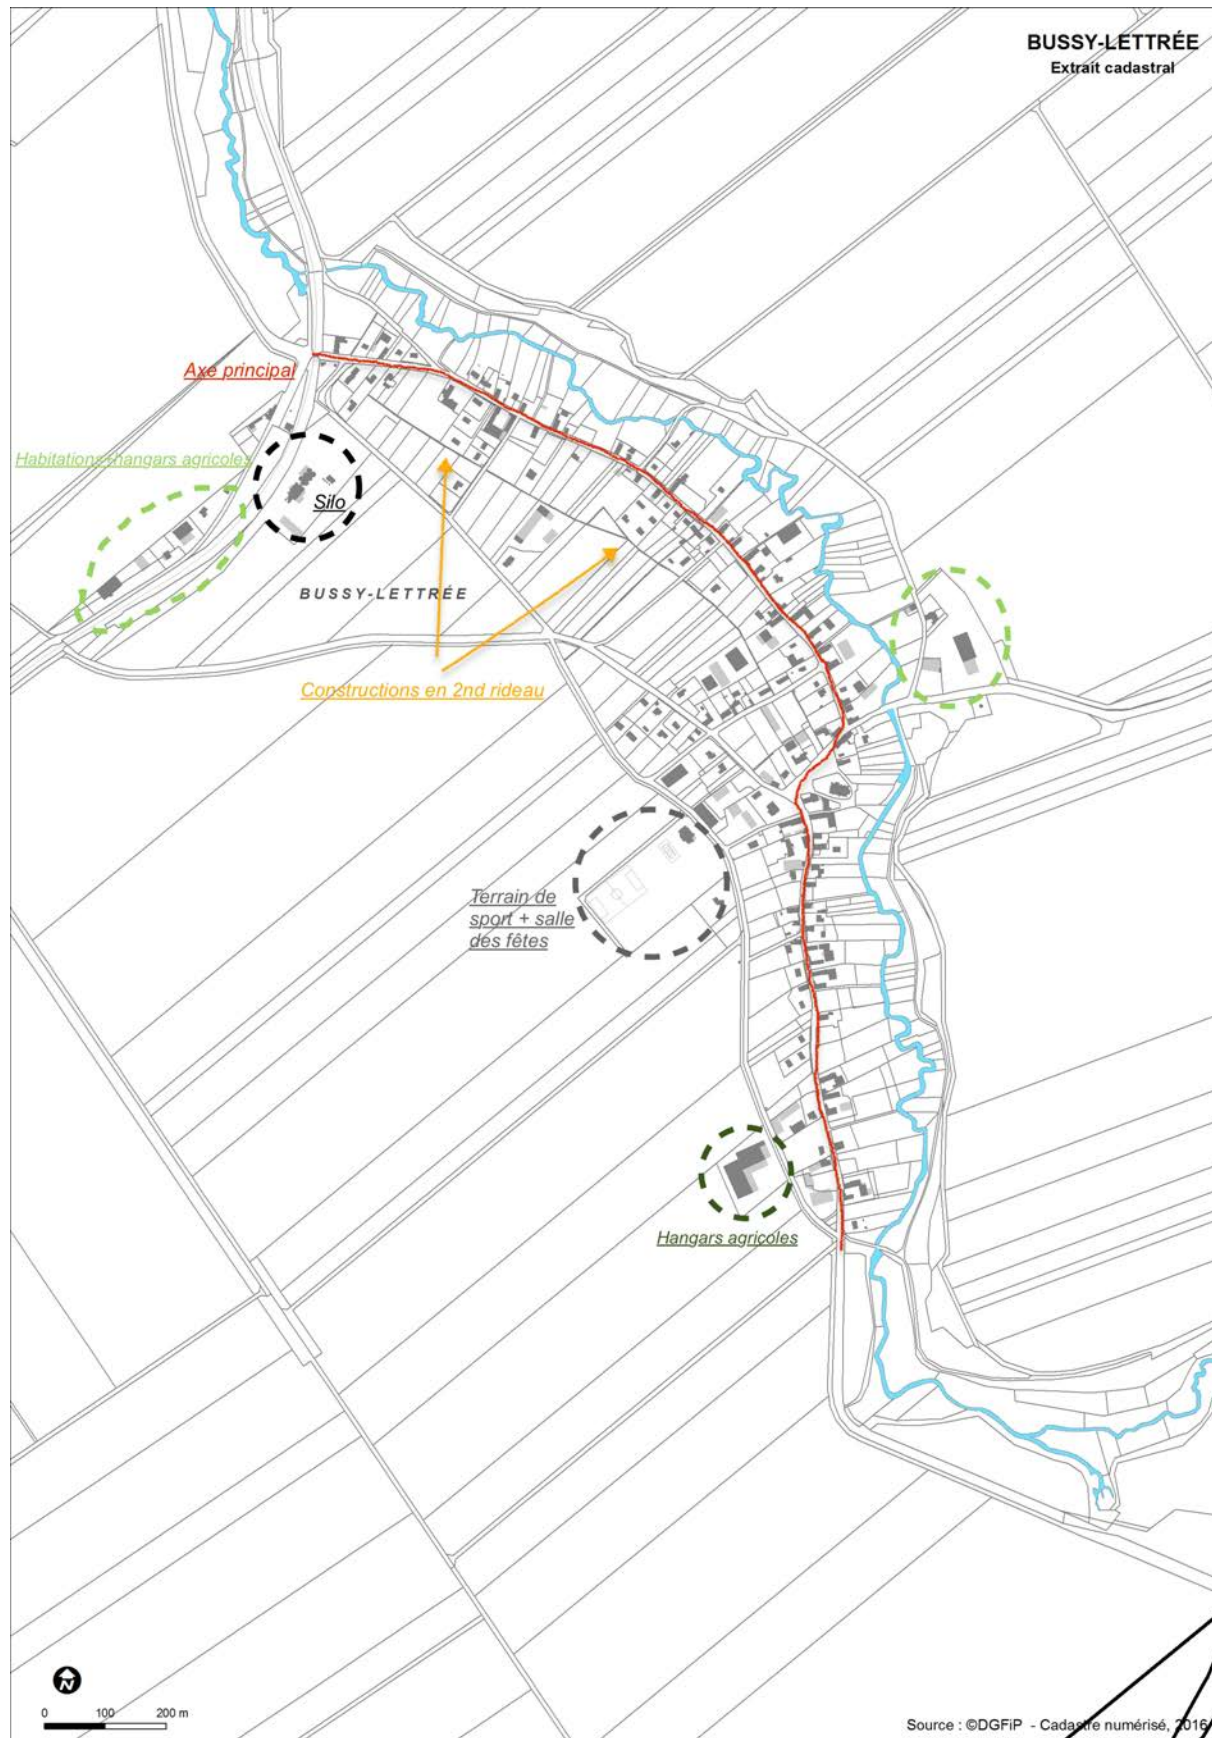 BUSSY-LETTRÉE
Extrait cadastral
Axe principal
Habitations+hangars agricoles
Silo
BUSSY-LETTRÉE
Constructions en 2nd rideau
Terrain de
sport + salle
des fêtes
Hangars agricoles
N
0 100 200 m
Source : ©DGFiP - Cadastre numérisé, 2016